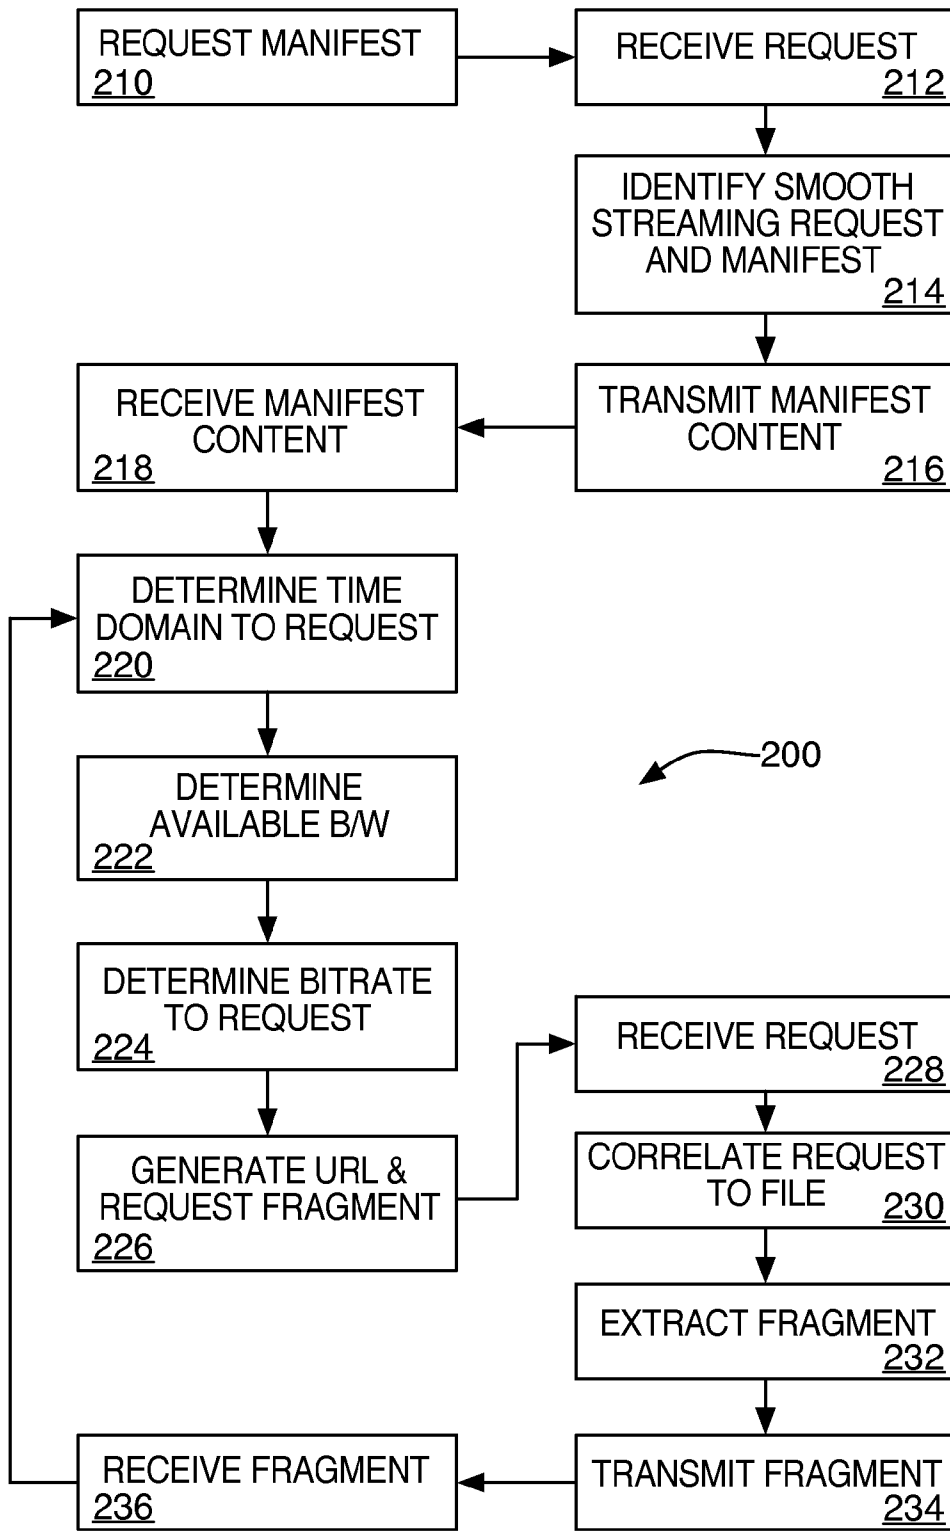 REQUEST MANIFEST
210
RECEIVE REQUEST
212
IDENTIFY SMOOTH
STREAMING REQUEST
AND MANIFEST
214
TRANSMIT MANIFEST
CONTENT
216
RECEIVE MANIFEST
CONTENT
218
DETERMINE TIME
DOMAIN TO REQUEST
220
DETERMINE
AVAILABLE B/W
222
200
DETERMINE BITRATE
TO REQUEST
224
GENERATE URL &
REQUEST FRAGMENT
226
RECEIVE REQUEST
228
CORRELATE REQUEST
TO FILE
230
EXTRACT FRAGMENT
232
TRANSMIT FRAGMENT
234
RECEIVE FRAGMENT
236